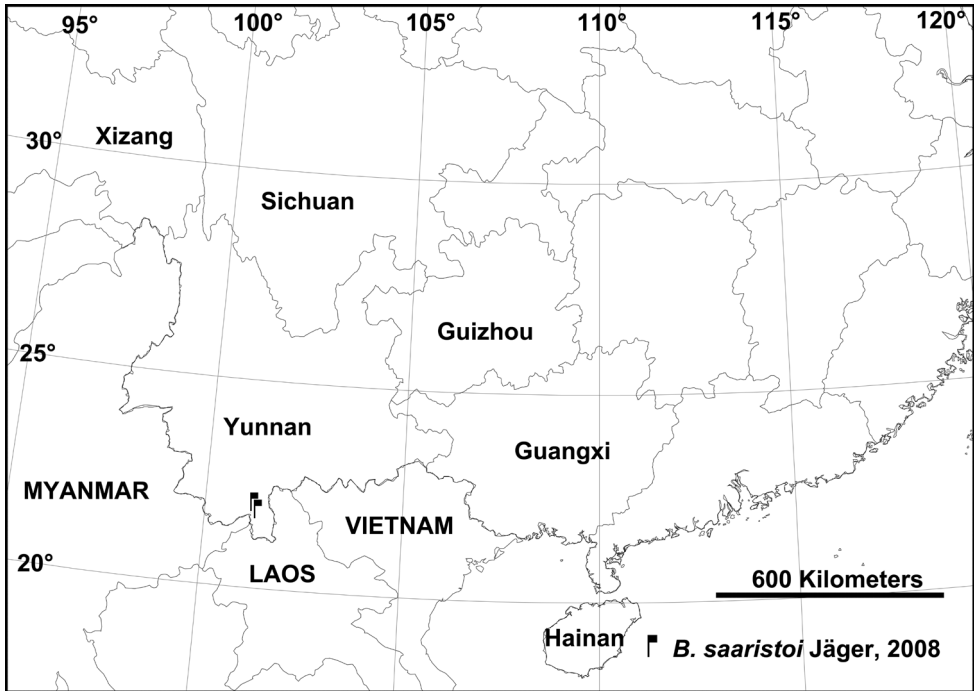 95° 100° 105° 110° 115° 120°
30° Xizang
Sichuan
Guizhou
25°
Yunnan
Guangxi
MYANMAR
VIETNAM
20°
LAOS
600 Kilometers
Hainan
B. saaristoi Jäger, 2008